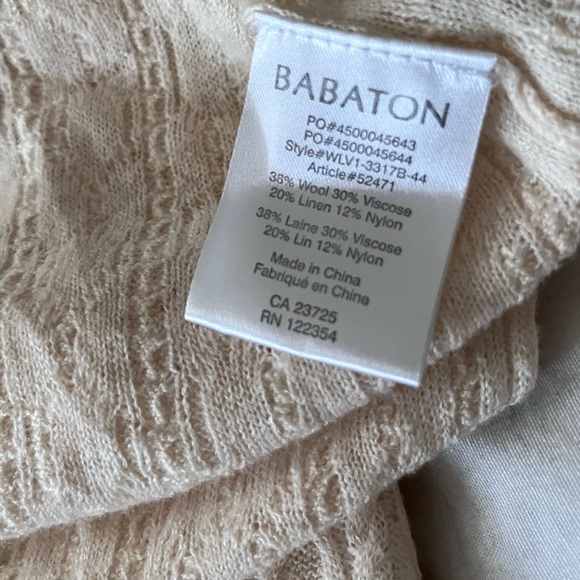 BABATON
PO#4500045643
PO#4500045644
Style#WLV1-3317B-44
Article#52471
38% Wool 30% Viscose
20% Linen 12% Nylon
38% Laine 30% Viscose
20% Lin 12% Nylon
Made in China
Fabriqué en Chine
CA 23725
RN 122354